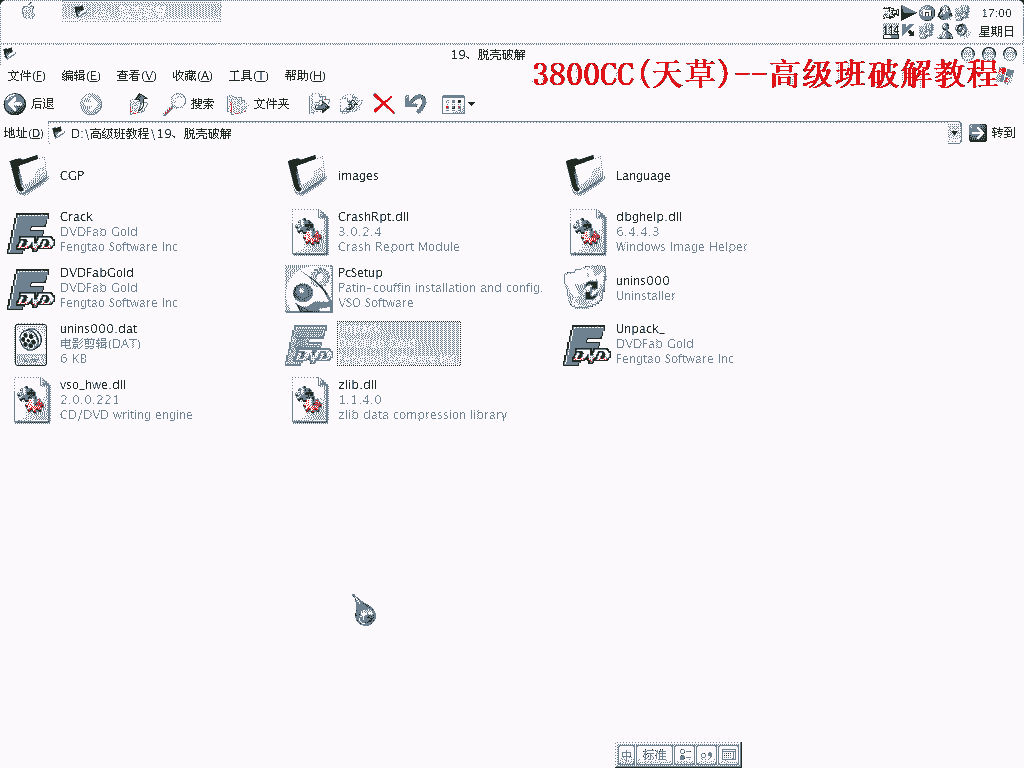 17:00
星期日
19、脱壳破解
3800CC(天草)--高级班破解教程
文件(F) 编辑(E) 查看(V) 收藏(A) 工具(T) 帮助(H)
后退 搜索 文件夹
地址(D) D:\高级班教程\19、脱壳破解 转到
CGP
images
Language
Crack
DVDFab Gold
Fengtao Software Inc
CrashRpt.dll
3.0.2.4
Crash Report Module
dbghelp.dll
6.4.4.3
Windows Image Helper
DVDFabGold
DVDFab Gold
Fengtao Software Inc
PcSetup
Patin-couffin installation and config.
VSO Software
unins000
Uninstaller
unins000.dat
电影剪辑(DAT)
6 KB
Unpack_
DVDFab Gold
Fengtao Software Inc
vso_hwe.dll
2.0.0.221
CD/DVD writing engine
zlib.dll
1.1.4.0
zlib data compression library
中 标准